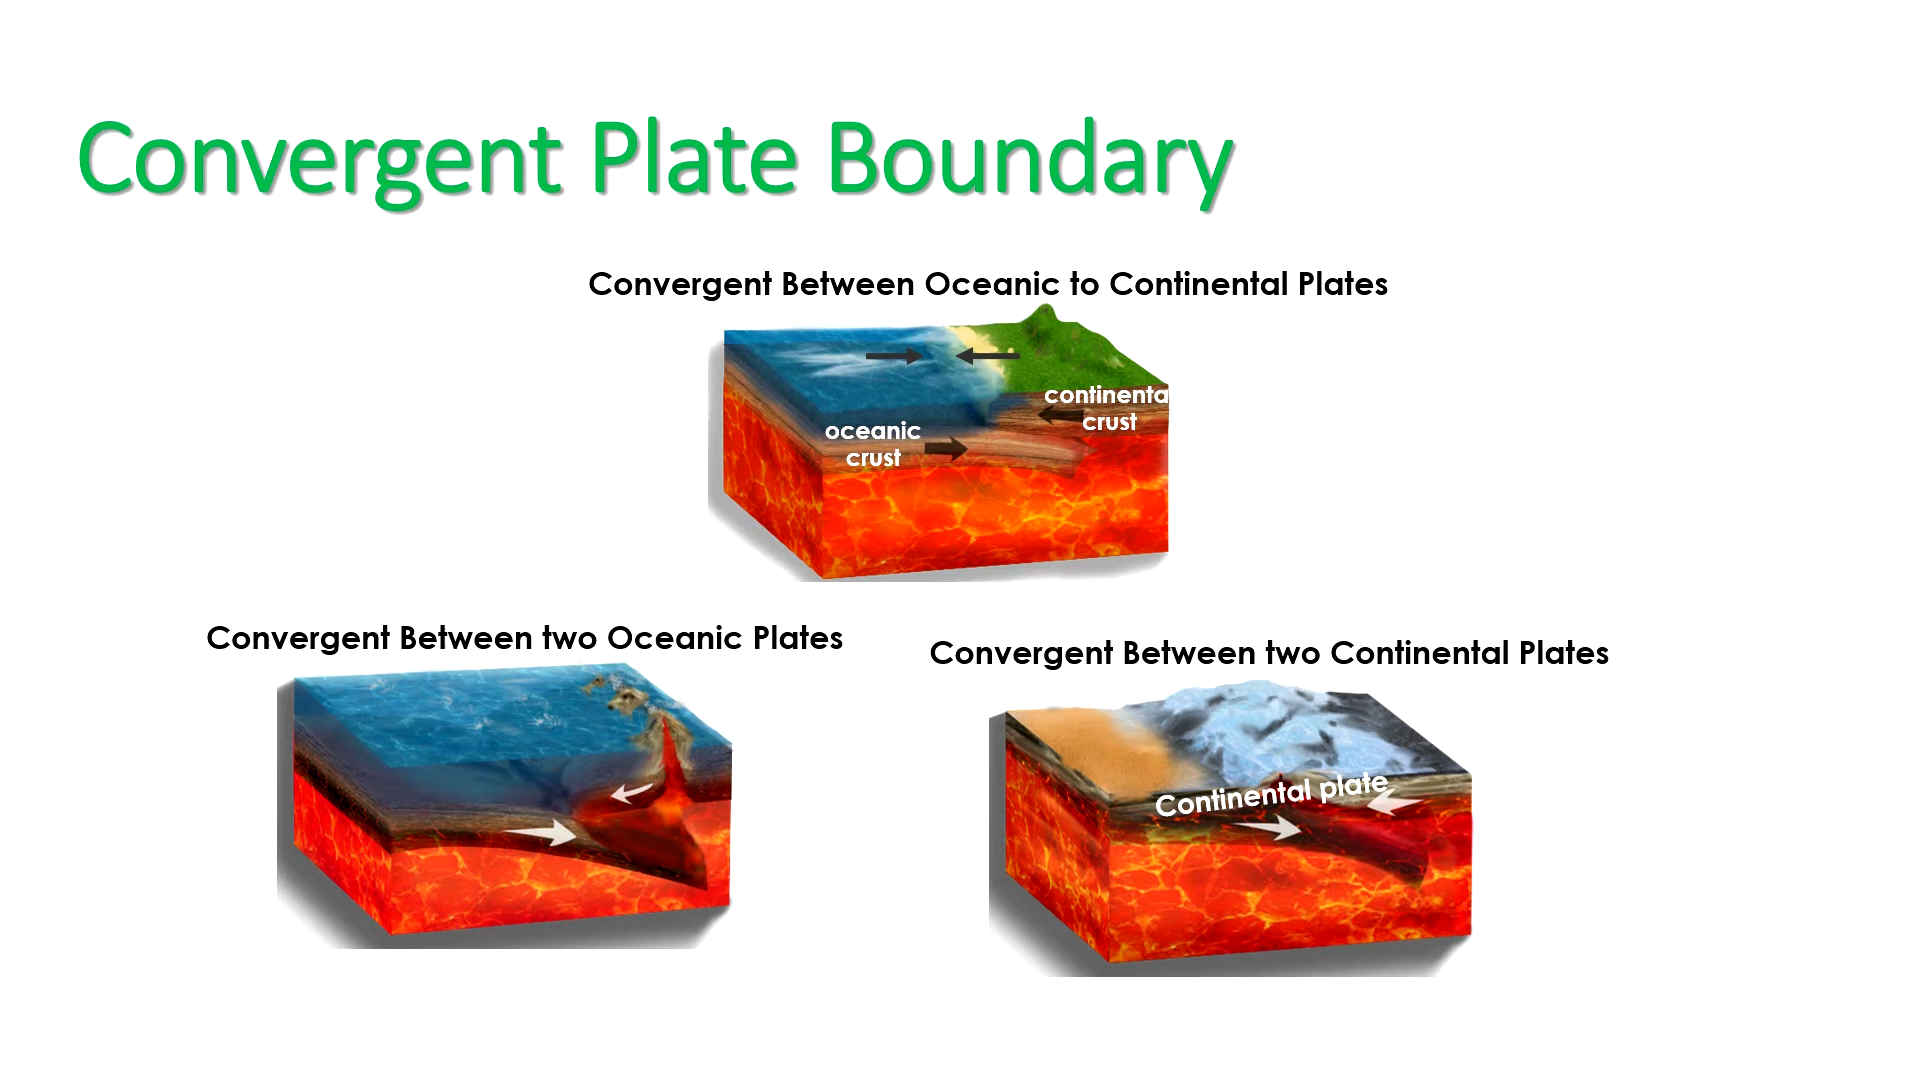 Convergent Plate Boundary
Convergent Between Oceanic to Continental Plates
continenta
crust
oceanic
crust
Convergent Between two Oceanic Plates
Convergent Between two Continental Plates
Continental plate